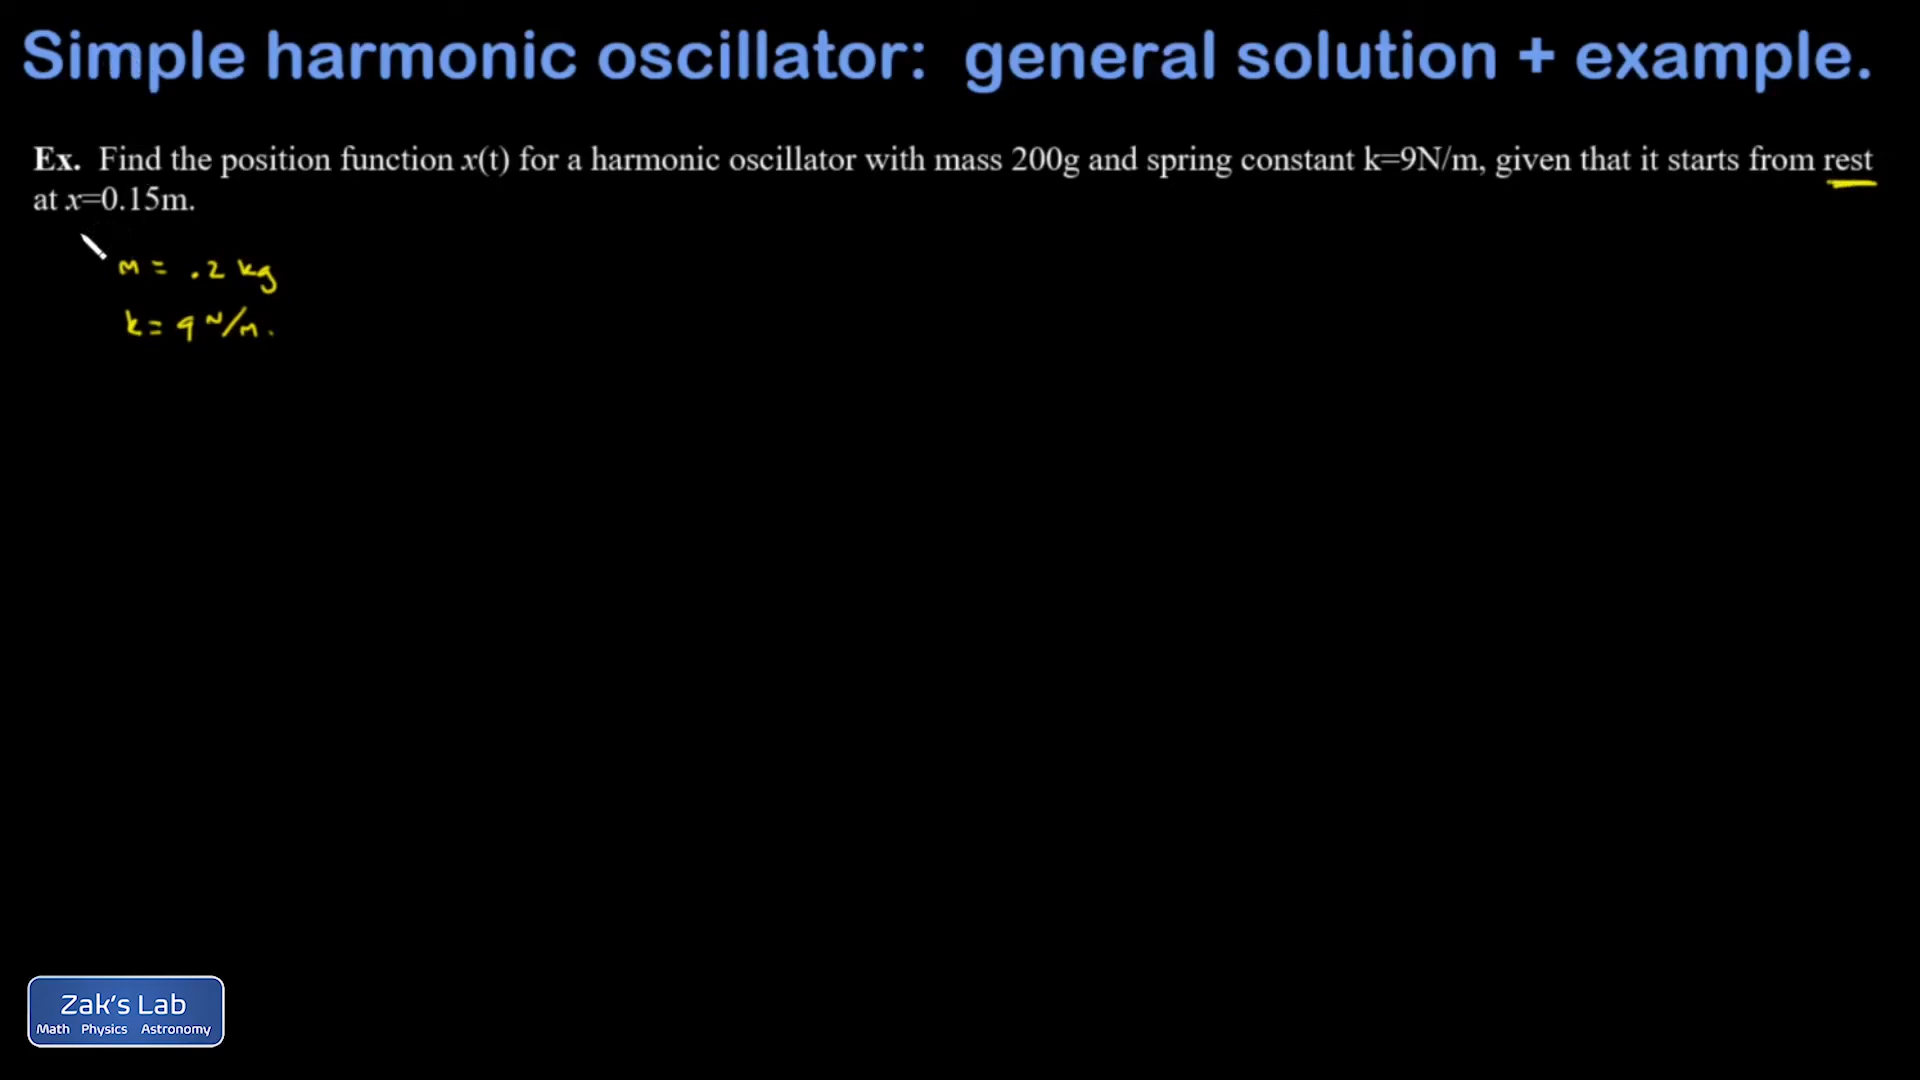 Simple harmonic oscillator: general solution + example.
Ex. Find the position function x(t) for a harmonic oscillator with mass 200g and spring constant k=9N/m, given that it starts from rest
at x=0.15m.
m = .2 kg
k = 9 N/m.
Zak's Lab
Math Physics Astronomy